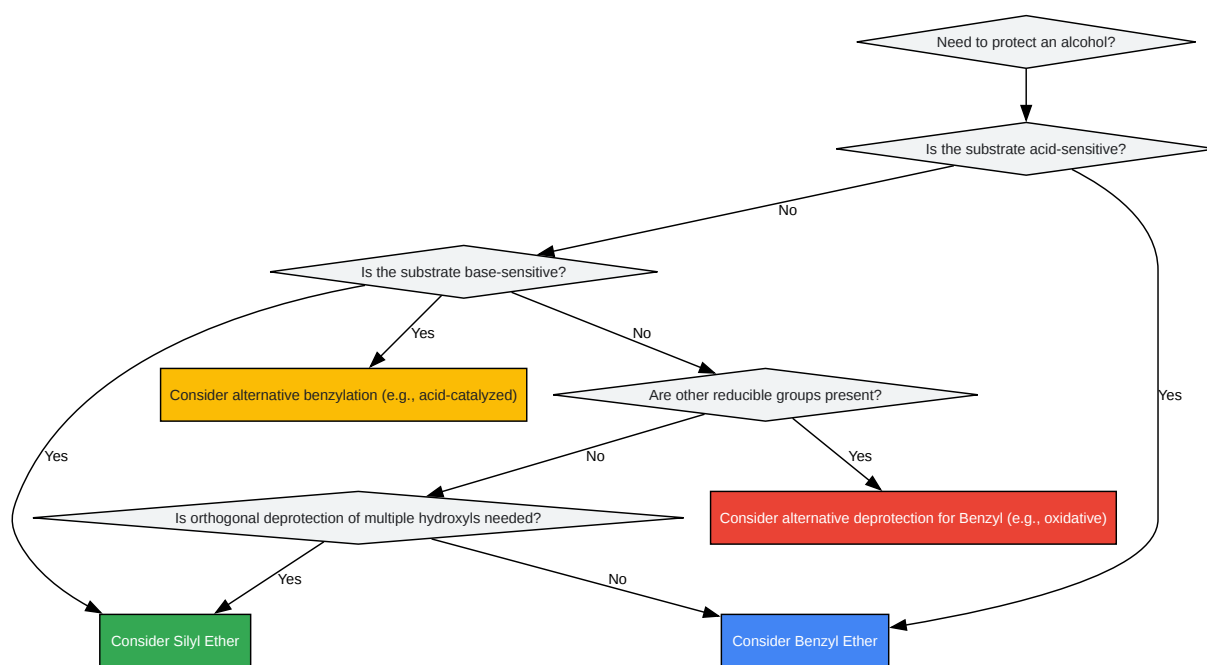 Need to protect an alcohol?
Is the substrate acid-sensitive?
No
Is the substrate base-sensitive?
Yes
No
Consider alternative benzylation (e.g., acid-catalyzed)
Are other reducible groups present?
Yes
Yes
No
Yes
Is orthogonal deprotection of multiple hydroxyls needed?
Consider alternative deprotection for Benzyl (e.g., oxidative)
Yes
No
Consider Silyl Ether
Consider Benzyl Ether